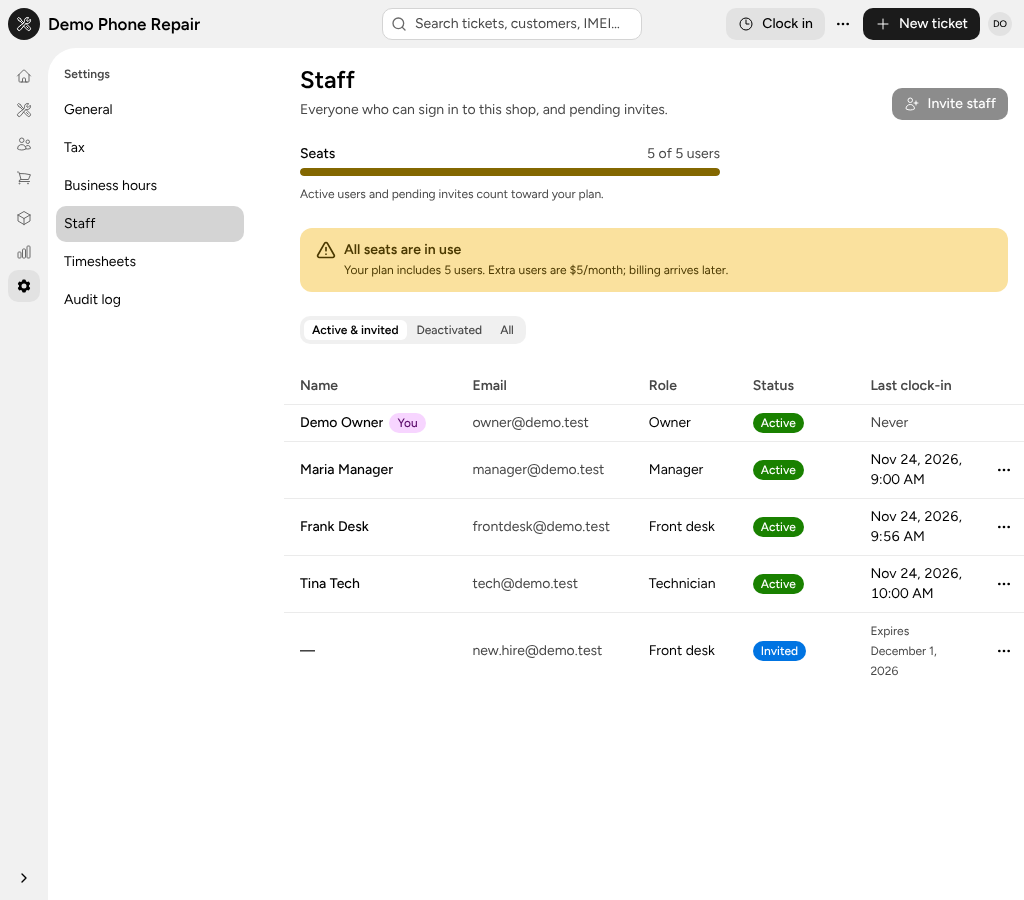 Demo Phone Repair
Search tickets, customers, IMEI...
Clock in
New ticket
DO
Settings
General
Tax
Business hours
Staff
Timesheets
Audit log
Staff
Everyone who can sign in to this shop, and pending invites.
Invite staff
Seats
5 of 5 users
Active users and pending invites count toward your plan.
All seats are in use
Your plan includes 5 users. Extra users are $5/month; billing arrives later.
Active & invited
Deactivated
All
Name Email Role Status Last clock-in
Demo Owner You owner@demo.test Owner Active Never
Maria Manager manager@demo.test Manager Active Nov 24, 2026,
9:00 AM
Frank Desk frontdesk@demo.test Front desk Active Nov 24, 2026,
9:56 AM
Tina Tech tech@demo.test Technician Active Nov 24, 2026,
10:00 AM
— new.hire@demo.test Front desk Invited Expires
December 1,
2026